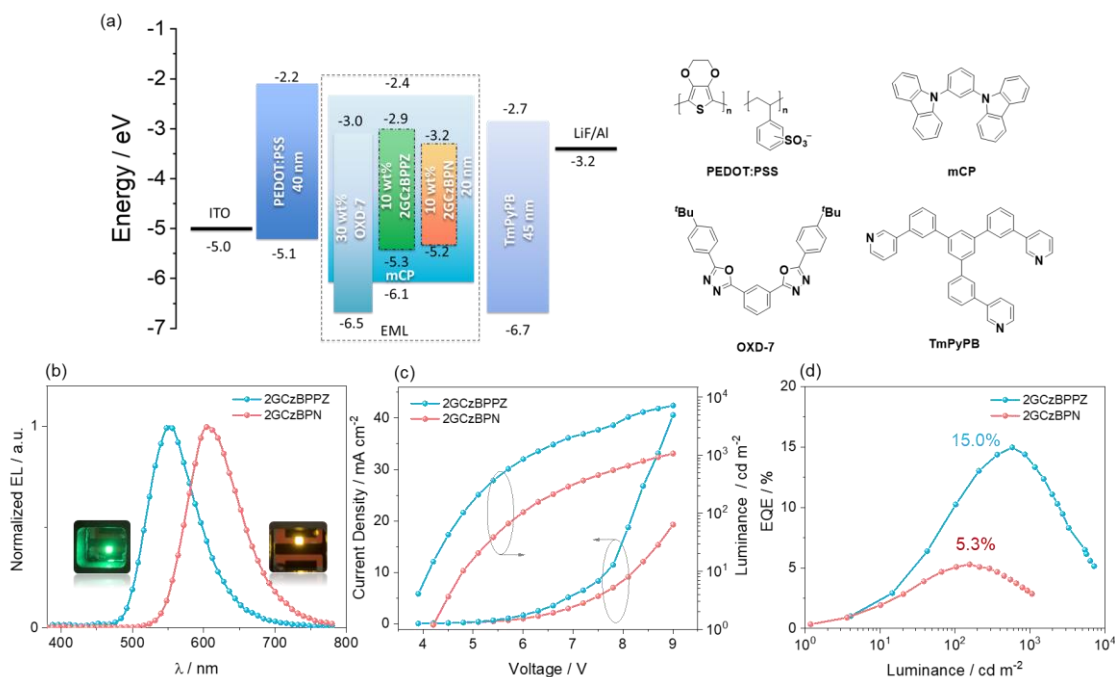 (a)
Energy / eV
-1
-2
-3
-4
-5
-6
-7
ITO
-5.0
-2.2
PEDOT:PSS
40 nm
-5.1
-2.4
-3.0
30 wt%
OXD-7
-6.5
-2.9
10 wt%
2GCzBPPZ
-5.3
-3.2
10 wt%
2GCzBPN
-5.2
20 nm
mCP
-6.1
EML
-2.7
TmPyPB
45 nm
-6.7
LiF/Al
-3.2
O O
S
n
n
SO3−
PEDOT:PSS
N N
mCP
tBu tBu
O O
N-N N-N
OXD-7
N N
N
TmPyPB
(b)
2GCzBPPZ
2GCzBPN
Normalized EL / a.u.
1
0
400 500 600 700 800
λ / nm
(c)
2GCzBPPZ
2GCzBPN
Current Density / mA cm-2
40
30
20
10
0
4 5 6 7 8 9
Voltage / V
Luminance / cd m-2
10^4
10^3
10^2
10^1
10^0
(d)
2GCzBPPZ
2GCzBPN
15.0%
5.3%
EQE / %
20
15
10
5
0
10^0 10^1 10^2 10^3 10^4
Luminance / cd m-2